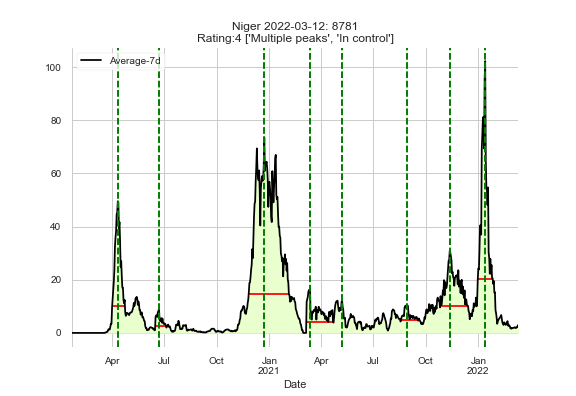 Niger 2022-03-12: 8781
Rating:4 ['Multiple peaks', 'In control']
Average-7d
100
80
60
40
20
0
Apr Jul Oct Jan Apr Jul Oct Jan
2021 2022
Date